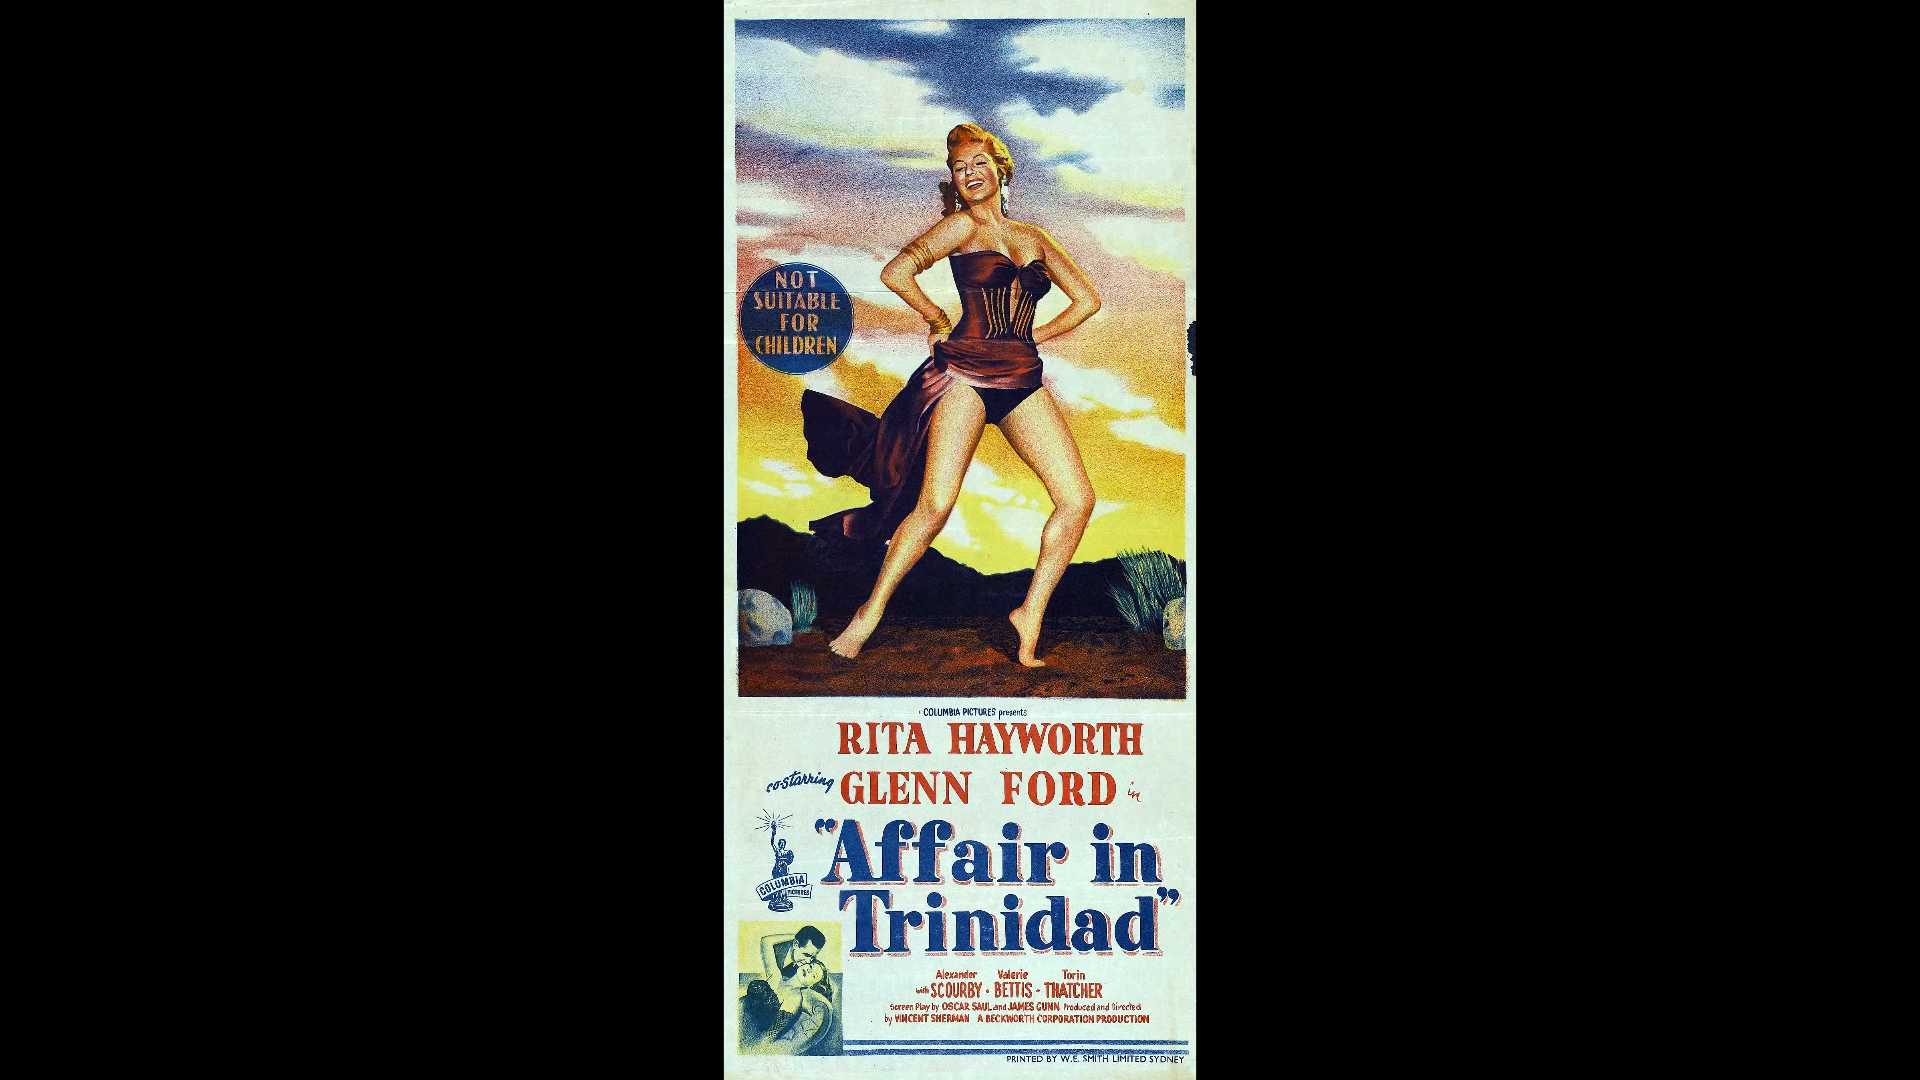 NOT
SUITABLE
FOR
CHILDREN
COLUMBIA PICTURES presents
RITA HAYWORTH
co-starring GLENN FORD in
"Affair in
COLUMBIA
PICTURES
Trinidad"
Alexander Valerie Torin
with SCOURBY · BETTIS · THATCHER
Screen Play by OSCAR SAUL and JAMES GUNN Produced and Directed
by VINCENT SHERMAN A BECKWORTH CORPORATION PRODUCTION
PRINTED BY W.E. SMITH LIMITED SYDNEY